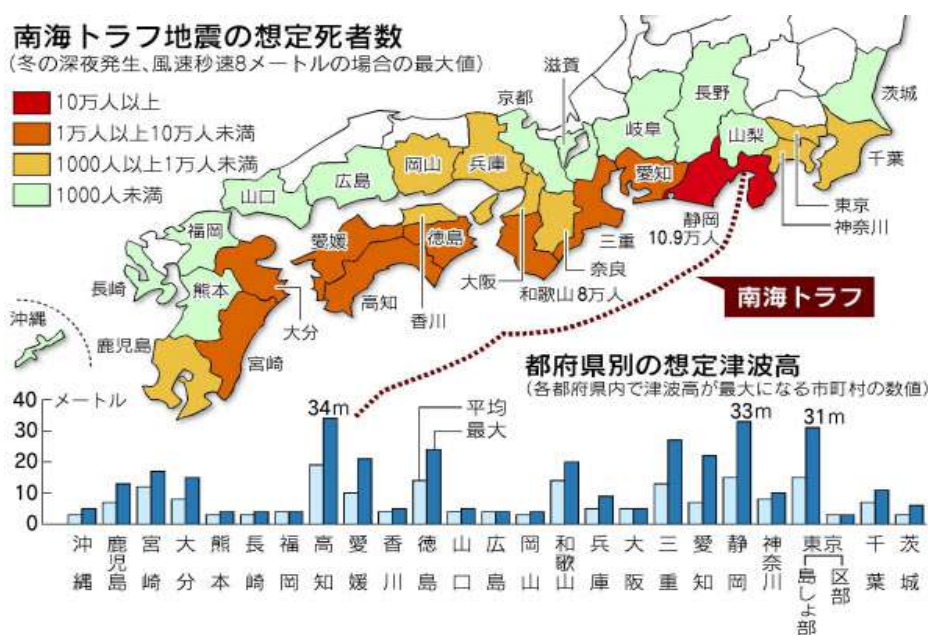 南海トラフ地震の想定死者数
(冬の深夜発生、風速秒速8メートルの場合の最大値)
10万人以上
1万人以上10万人未満
1000人以上1万人未満
1000人未満
滋賀
京都
長野
茨城
岐阜
山梨
岡山
兵庫
広島
山口
愛知
千葉
東京
神奈川
静岡
10.9万人
福岡
愛媛
徳島
三重
奈良
大阪
和歌山8万人
長崎
熊本
高知
香川
大分
沖縄
鹿児島
宮崎
南海トラフ
都府県別の想定津波高
(各都府県内で津波高が最大になる市町村の数値)
40 メートル
30
20
10
0
34m
平均
最大
33m
31m
沖縄
鹿児島
宮崎
大分
熊本
長崎
福岡
高知
愛媛
香川
徳島
山口
広島
岡山
和歌山
兵庫
大阪
三重
愛知
静岡
神奈川
東京
島しょ部
区部
千葉
茨城